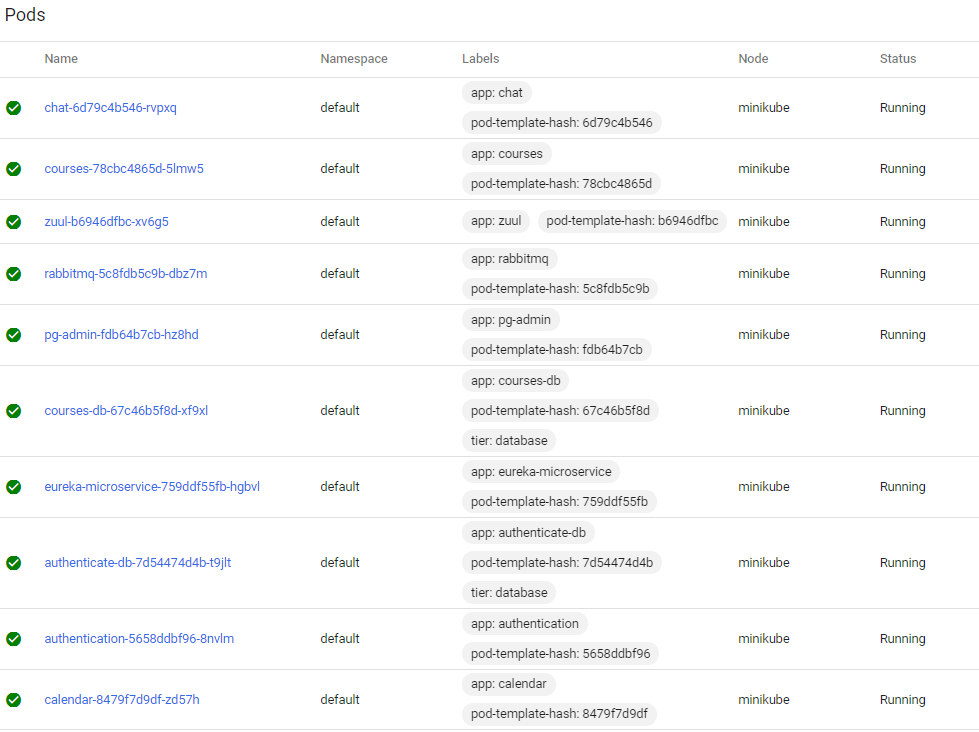 Pods
Name Namespace Labels Node Status
chat-6d79c4b546-rvpxq default app: chat minikube Running
pod-template-hash: 6d79c4b546
courses-78cbc4865d-5lmw5 default app: courses minikube Running
pod-template-hash: 78cbc4865d
zuul-b6946dfbc-xv6g5 default app: zuul pod-template-hash: b6946dfbc minikube Running
rabbitmq-5c8fdb5c9b-dbz7m default app: rabbitmq minikube Running
pod-template-hash: 5c8fdb5c9b
pg-admin-fdb64b7cb-hz8hd default app: pg-admin minikube Running
pod-template-hash: fdb64b7cb
courses-db-67c46b5f8d-xf9xl default app: courses-db minikube Running
pod-template-hash: 67c46b5f8d
tier: database
eureka-microservice-759ddf55fb-hgbvl default app: eureka-microservice minikube Running
pod-template-hash: 759ddf55fb
authenticate-db-7d54474d4b-t9jlt default app: authenticate-db minikube Running
pod-template-hash: 7d54474d4b
tier: database
authentication-5658ddbf96-8nvlm default app: authentication minikube Running
pod-template-hash: 5658ddbf96
calendar-8479f7d9df-zd57h default app: calendar minikube Running
pod-template-hash: 8479f7d9df